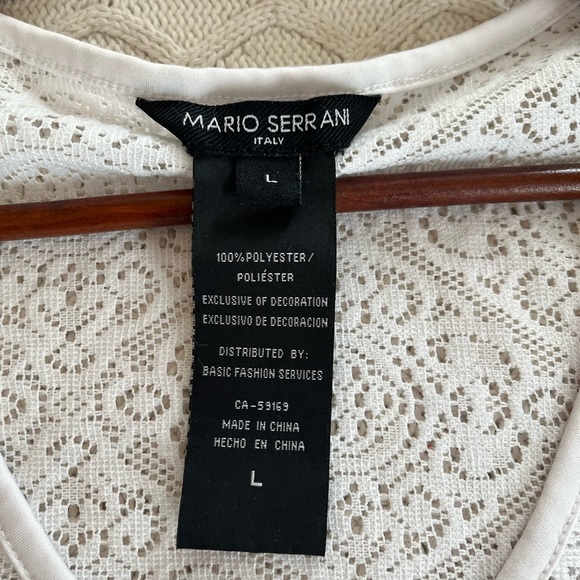 MARIO SERRANI
ITALY
L
100% POLYESTER /
POLIÉSTER
EXCLUSIVE OF DECORATION
EXCLUSIVO DE DECORACION
DISTRIBUTED BY:
BASIC FASHION SERVICES
CA-59169
MADE IN CHINA
HECHO EN CHINA
L